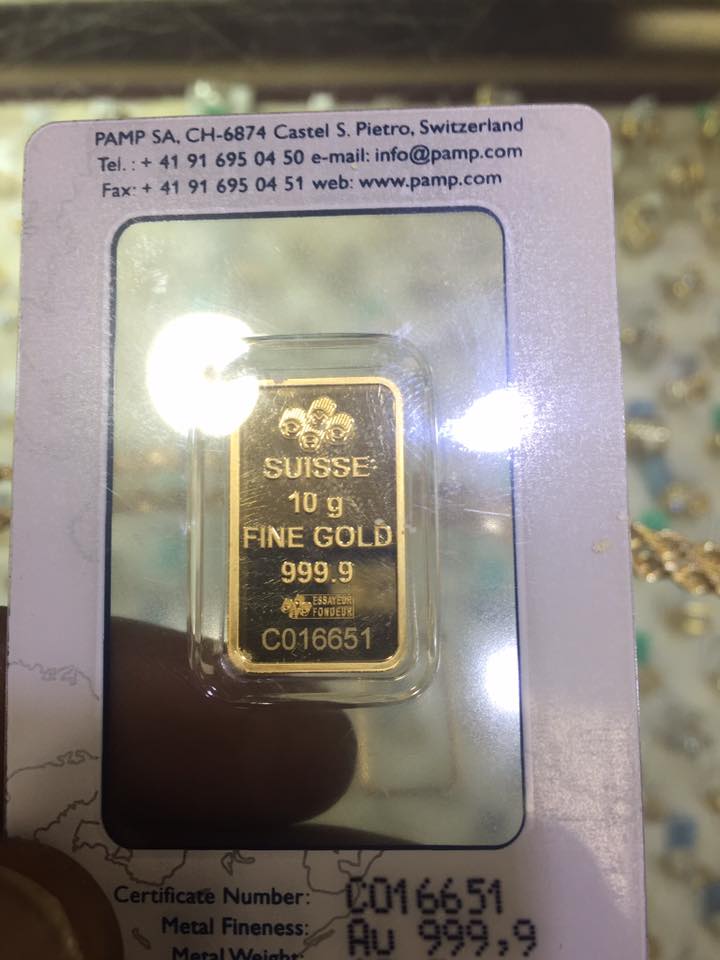 PAMP SA, CH-6874 Castel S. Pietro, Switzerland
Tel. : + 41 91 695 04 50 e-mail: info@pamp.com
Fax: + 41 91 695 04 51 web: www.pamp.com
SUISSE
10 g
FINE GOLD
999.9
ESSAYEUR
FONDEUR
C016651
Certificate Number: C016651
Metal Fineness: Au 999,9
Metal Weight: